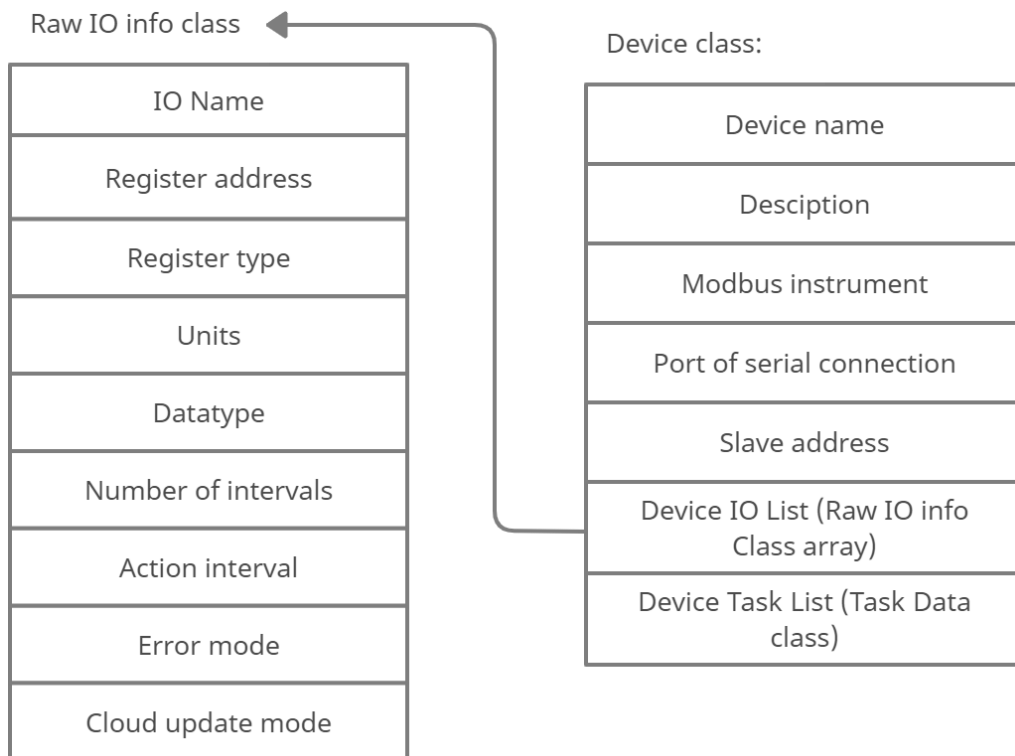 Raw IO info class
IO Name
Register address
Register type
Units
Datatype
Number of intervals
Action interval
Error mode
Cloud update mode
Device class:
Device name
Desciption
Modbus instrument
Port of serial connection
Slave address
Device IO List (Raw IO info
Class array)
Device Task List (Task Data
class)